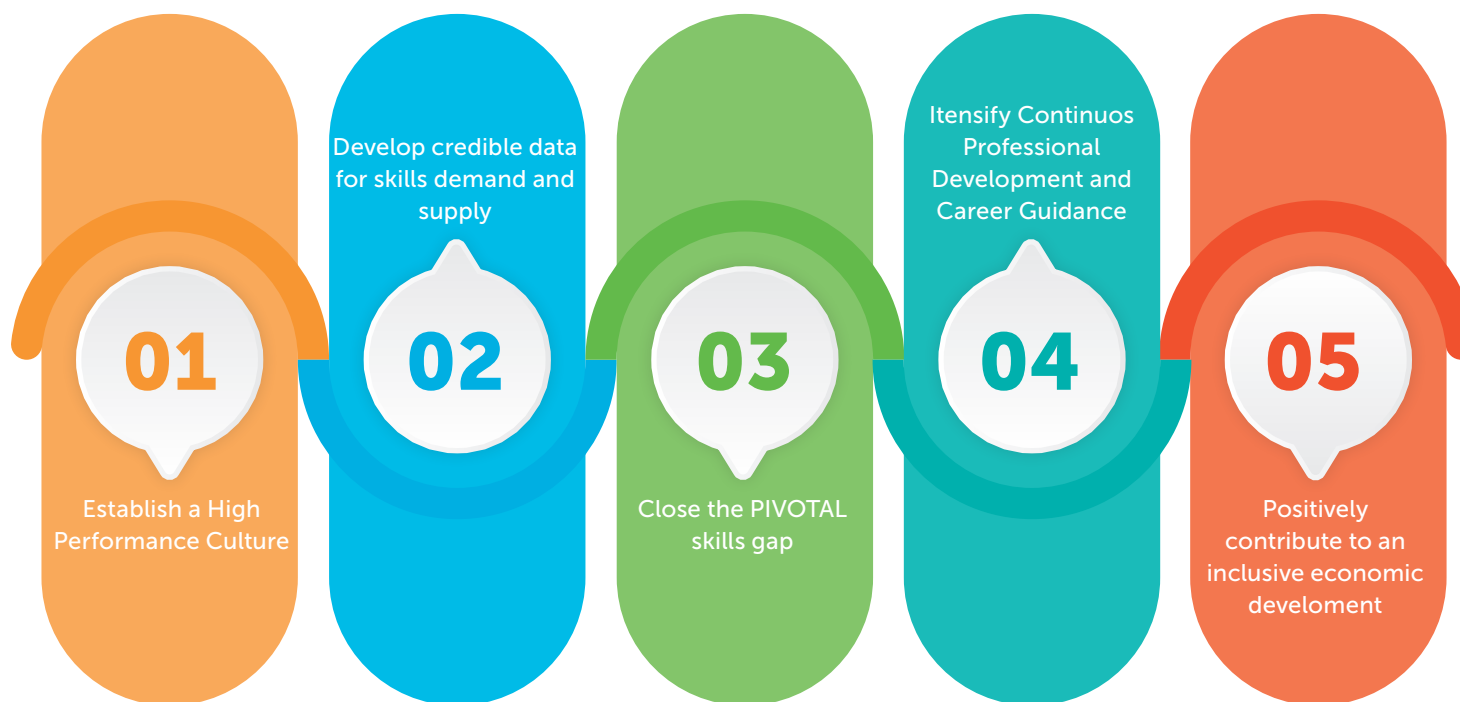 01
Establish a High
Performance Culture
Develop credible data
for skills demand and
supply
02
03
Close the PIVOTAL
skills gap
Itensify Continuos
Professional
Development and
Career Guidance
04
05
Positively
contribute to an
inclusive economic
develoment